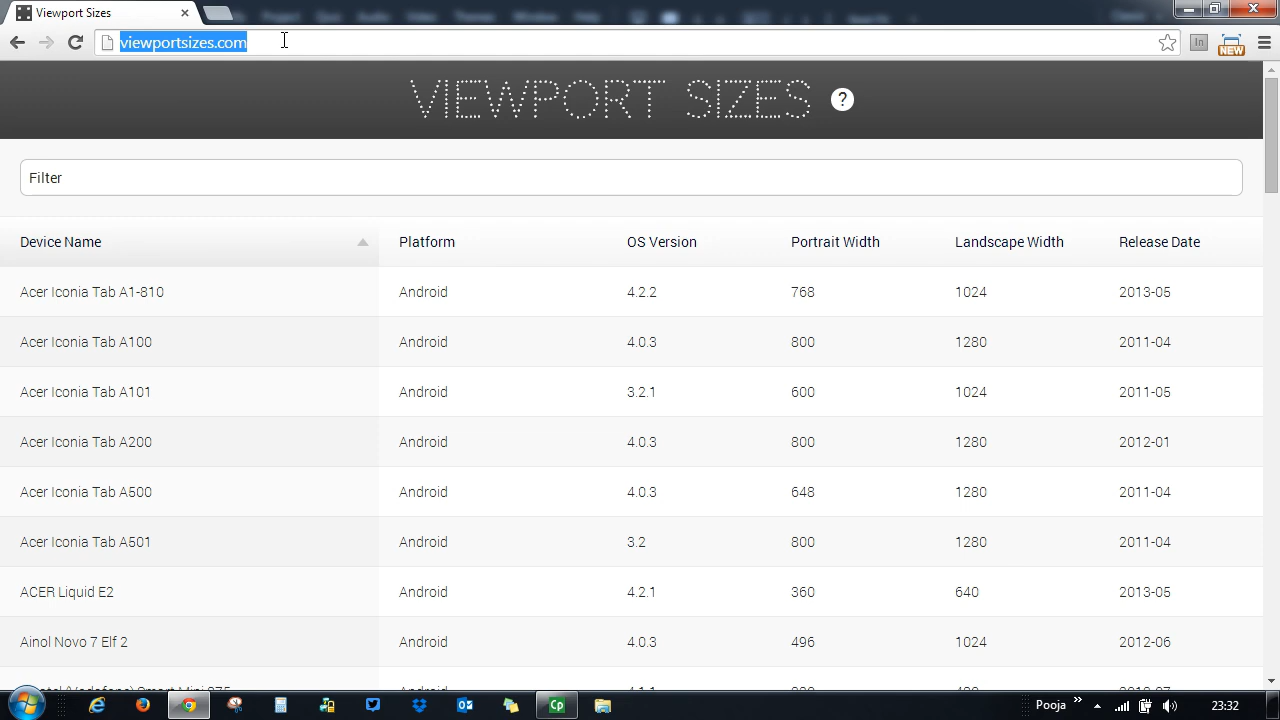 Viewport Sizes
viewportsizes.com
In
NEW
VIEWPORT SIZES ?
Filter
Device Name Platform OS Version Portrait Width Landscape Width Release Date
Acer Iconia Tab A1-810 Android 4.2.2 768 1024 2013-05
Acer Iconia Tab A100 Android 4.0.3 800 1280 2011-04
Acer Iconia Tab A101 Android 3.2.1 600 1024 2011-05
Acer Iconia Tab A200 Android 4.0.3 800 1280 2012-01
Acer Iconia Tab A500 Android 4.0.3 648 1280 2011-04
Acer Iconia Tab A501 Android 3.2 800 1280 2011-04
ACER Liquid E2 Android 4.2.1 360 640 2013-05
Ainol Novo 7 Elf 2 Android 4.0.3 496 1024 2012-06
Cp Pooja 23:32